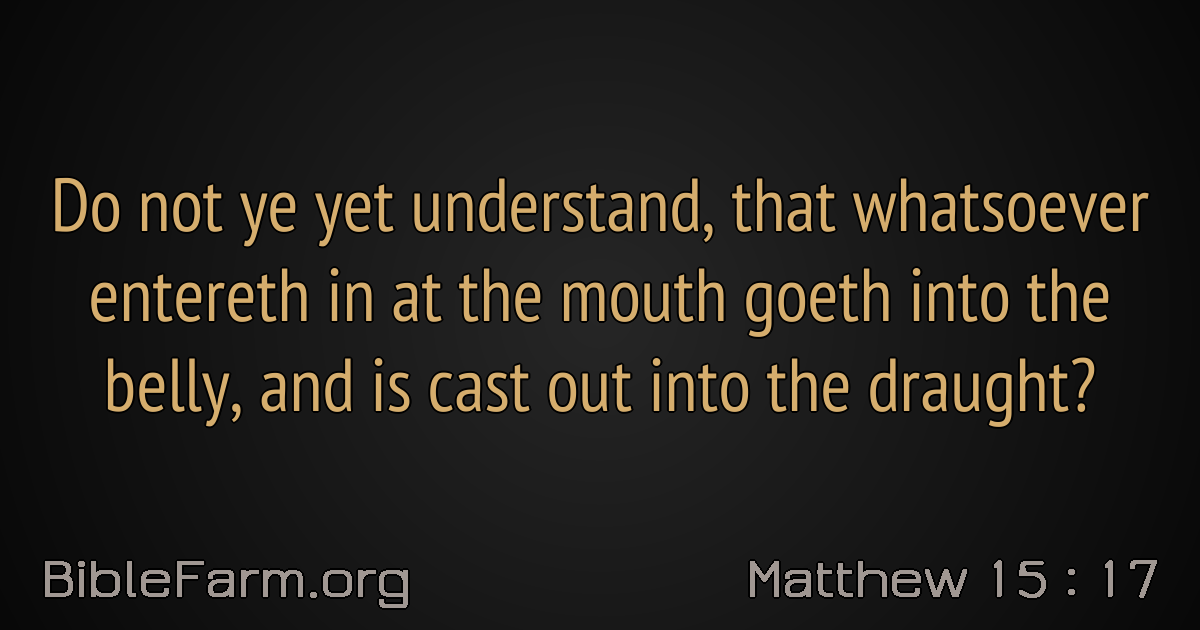 Do not ye yet understand, that whatsoever
entereth in at the mouth goeth into the
belly, and is cast out into the draught?
BibleFarm.org
Matthew 15 : 17